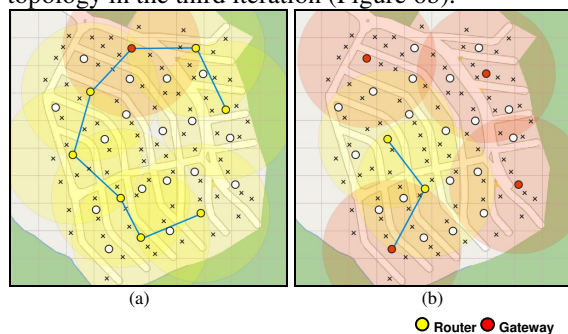 topology in the third iteration (Figure 6b).
(a)
(b)
Router Gateway